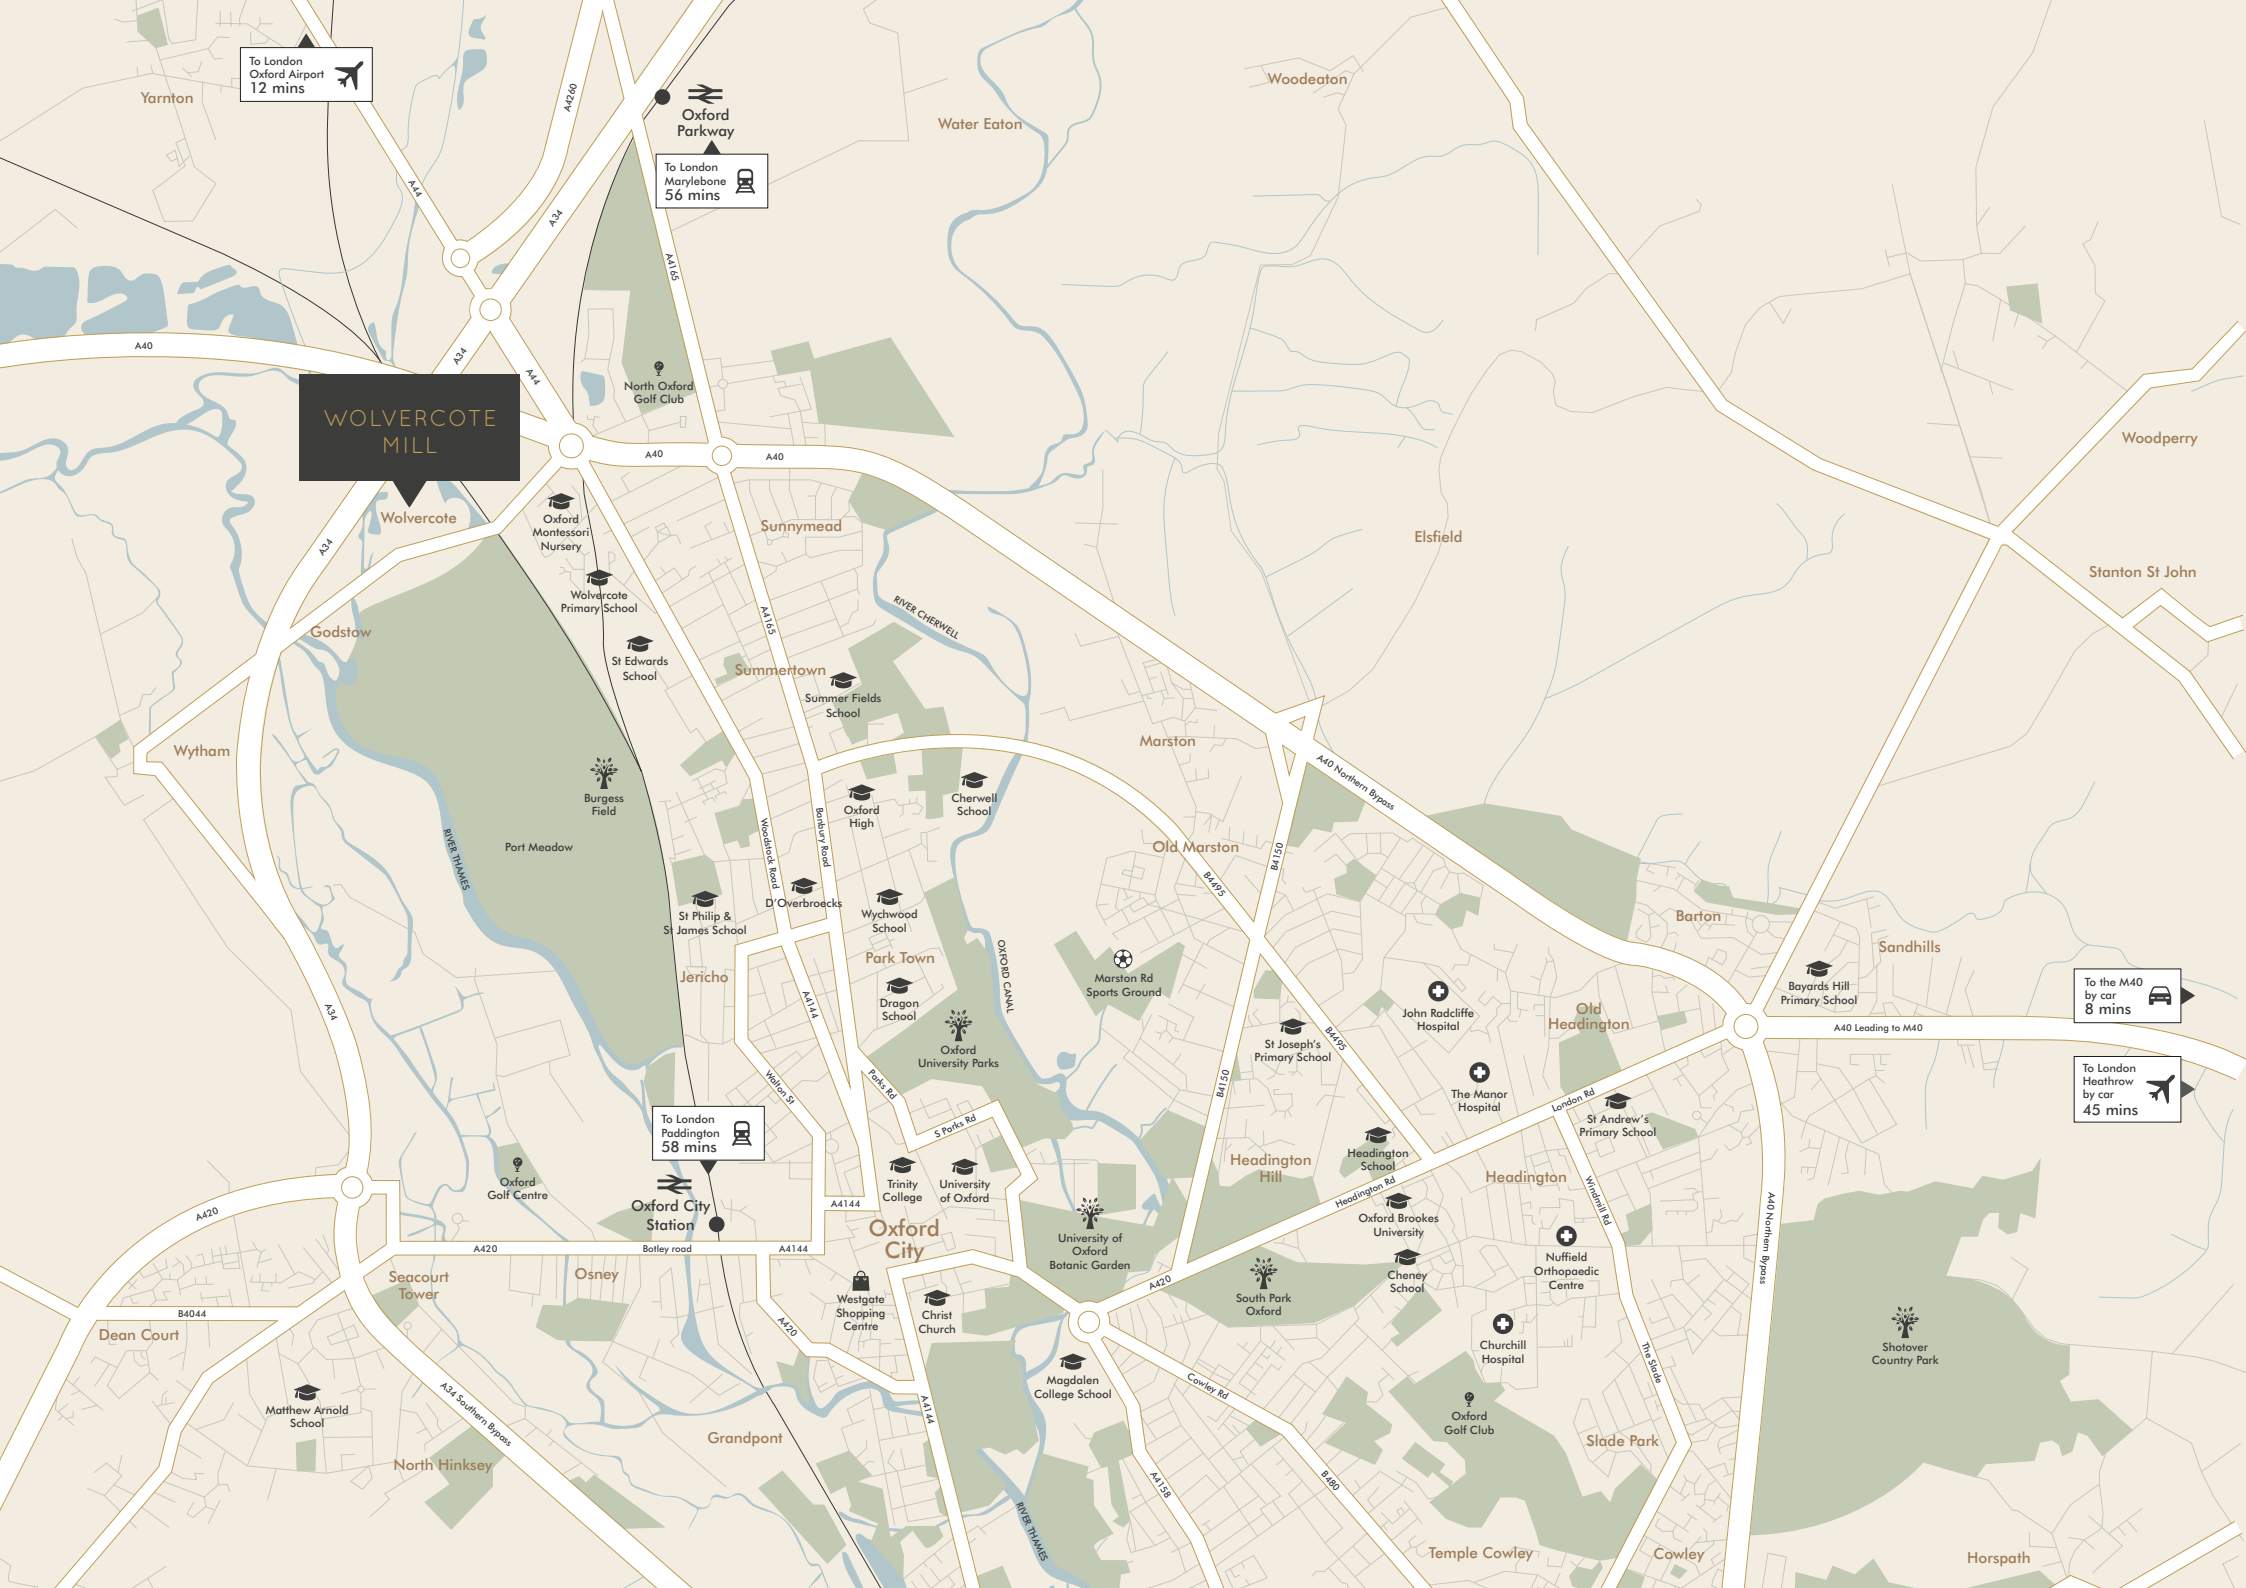 To London
Oxford Airport
12 mins
Yarnton
A44
A4260
A34
Oxford
Parkway
To London
Marylebone
56 mins
Water Eaton
Woodeaton
A4165
A40
A34
A44
WOLVERCOTE
MILL
North Oxford
Golf Club
A40
A40
Woodperry
Wolvercote
A34
Oxford
Montessori
Nursery
Sunnymead
Elsfield
Stanton St John
Wolvercote
Primary School
A4165
RIVER CHERWELL
Godstow
St Edwards
School
Summertown
Summer Fields
School
Wytham
Marston
A40 Northern Bypass
Burgess
Field
Port Meadow
RIVER THAMES
Woodstock Road
Banbury Road
Oxford
High
Cherwell
School
Old Marston
B4150
B4495
D'Overbroecks
St Philip &
St James School
Wychwood
School
Park Town
Jericho
OXFORD CANAL
Marston Rd
Sports Ground
Barton
Sandhills
Bayards Hill
Primary School
To the M40
by car
8 mins
A34
A4144
Dragon
School
Oxford
University Parks
John Radcliffe
Hospital
Old
Headington
St Joseph's
Primary School
B4495
A40 Leading to M40
To London
Heathrow
by car
45 mins
Walton St
Parks Rd
B4150
The Manor
Hospital
London Rd
St Andrew's
Primary School
To London
Paddington
58 mins
S Parks Rd
Headington
School
Headington
Hill
Headington
Oxford
Golf Centre
Trinity
College
University
of Oxford
Headington Rd
Windmill Rd
A40 Northern Bypass
A420
Oxford City
Station
A4144
Oxford
City
Oxford Brookes
University
University of
Oxford
Botanic Garden
A420
Botley road
A4144
Nuffield
Orthopaedic
Centre
Seacourt
Tower
Osney
Cheney
School
A420
South Park
Oxford
Westgate
Shopping
Centre
Christ
Church
B4044
Dean Court
A420
Churchill
Hospital
Shotover
Country Park
The Slade
Magdalen
College School
Cowley Rd
Matthew Arnold
School
A34 Southern Bypass
A4144
Oxford
Golf Club
Grandpont
Slade Park
North Hinksey
A4158
B480
RIVER THAMES
Temple Cowley
Cowley
Horspath